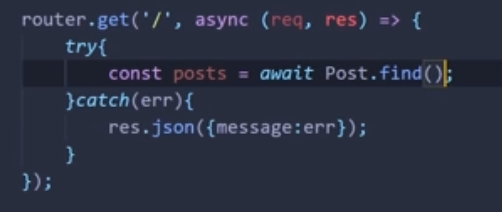 router.get('/', async (req, res) => {
    try{
        const posts = await Post.find();
    }catch(err){
        res.json({message:err});
    }
});